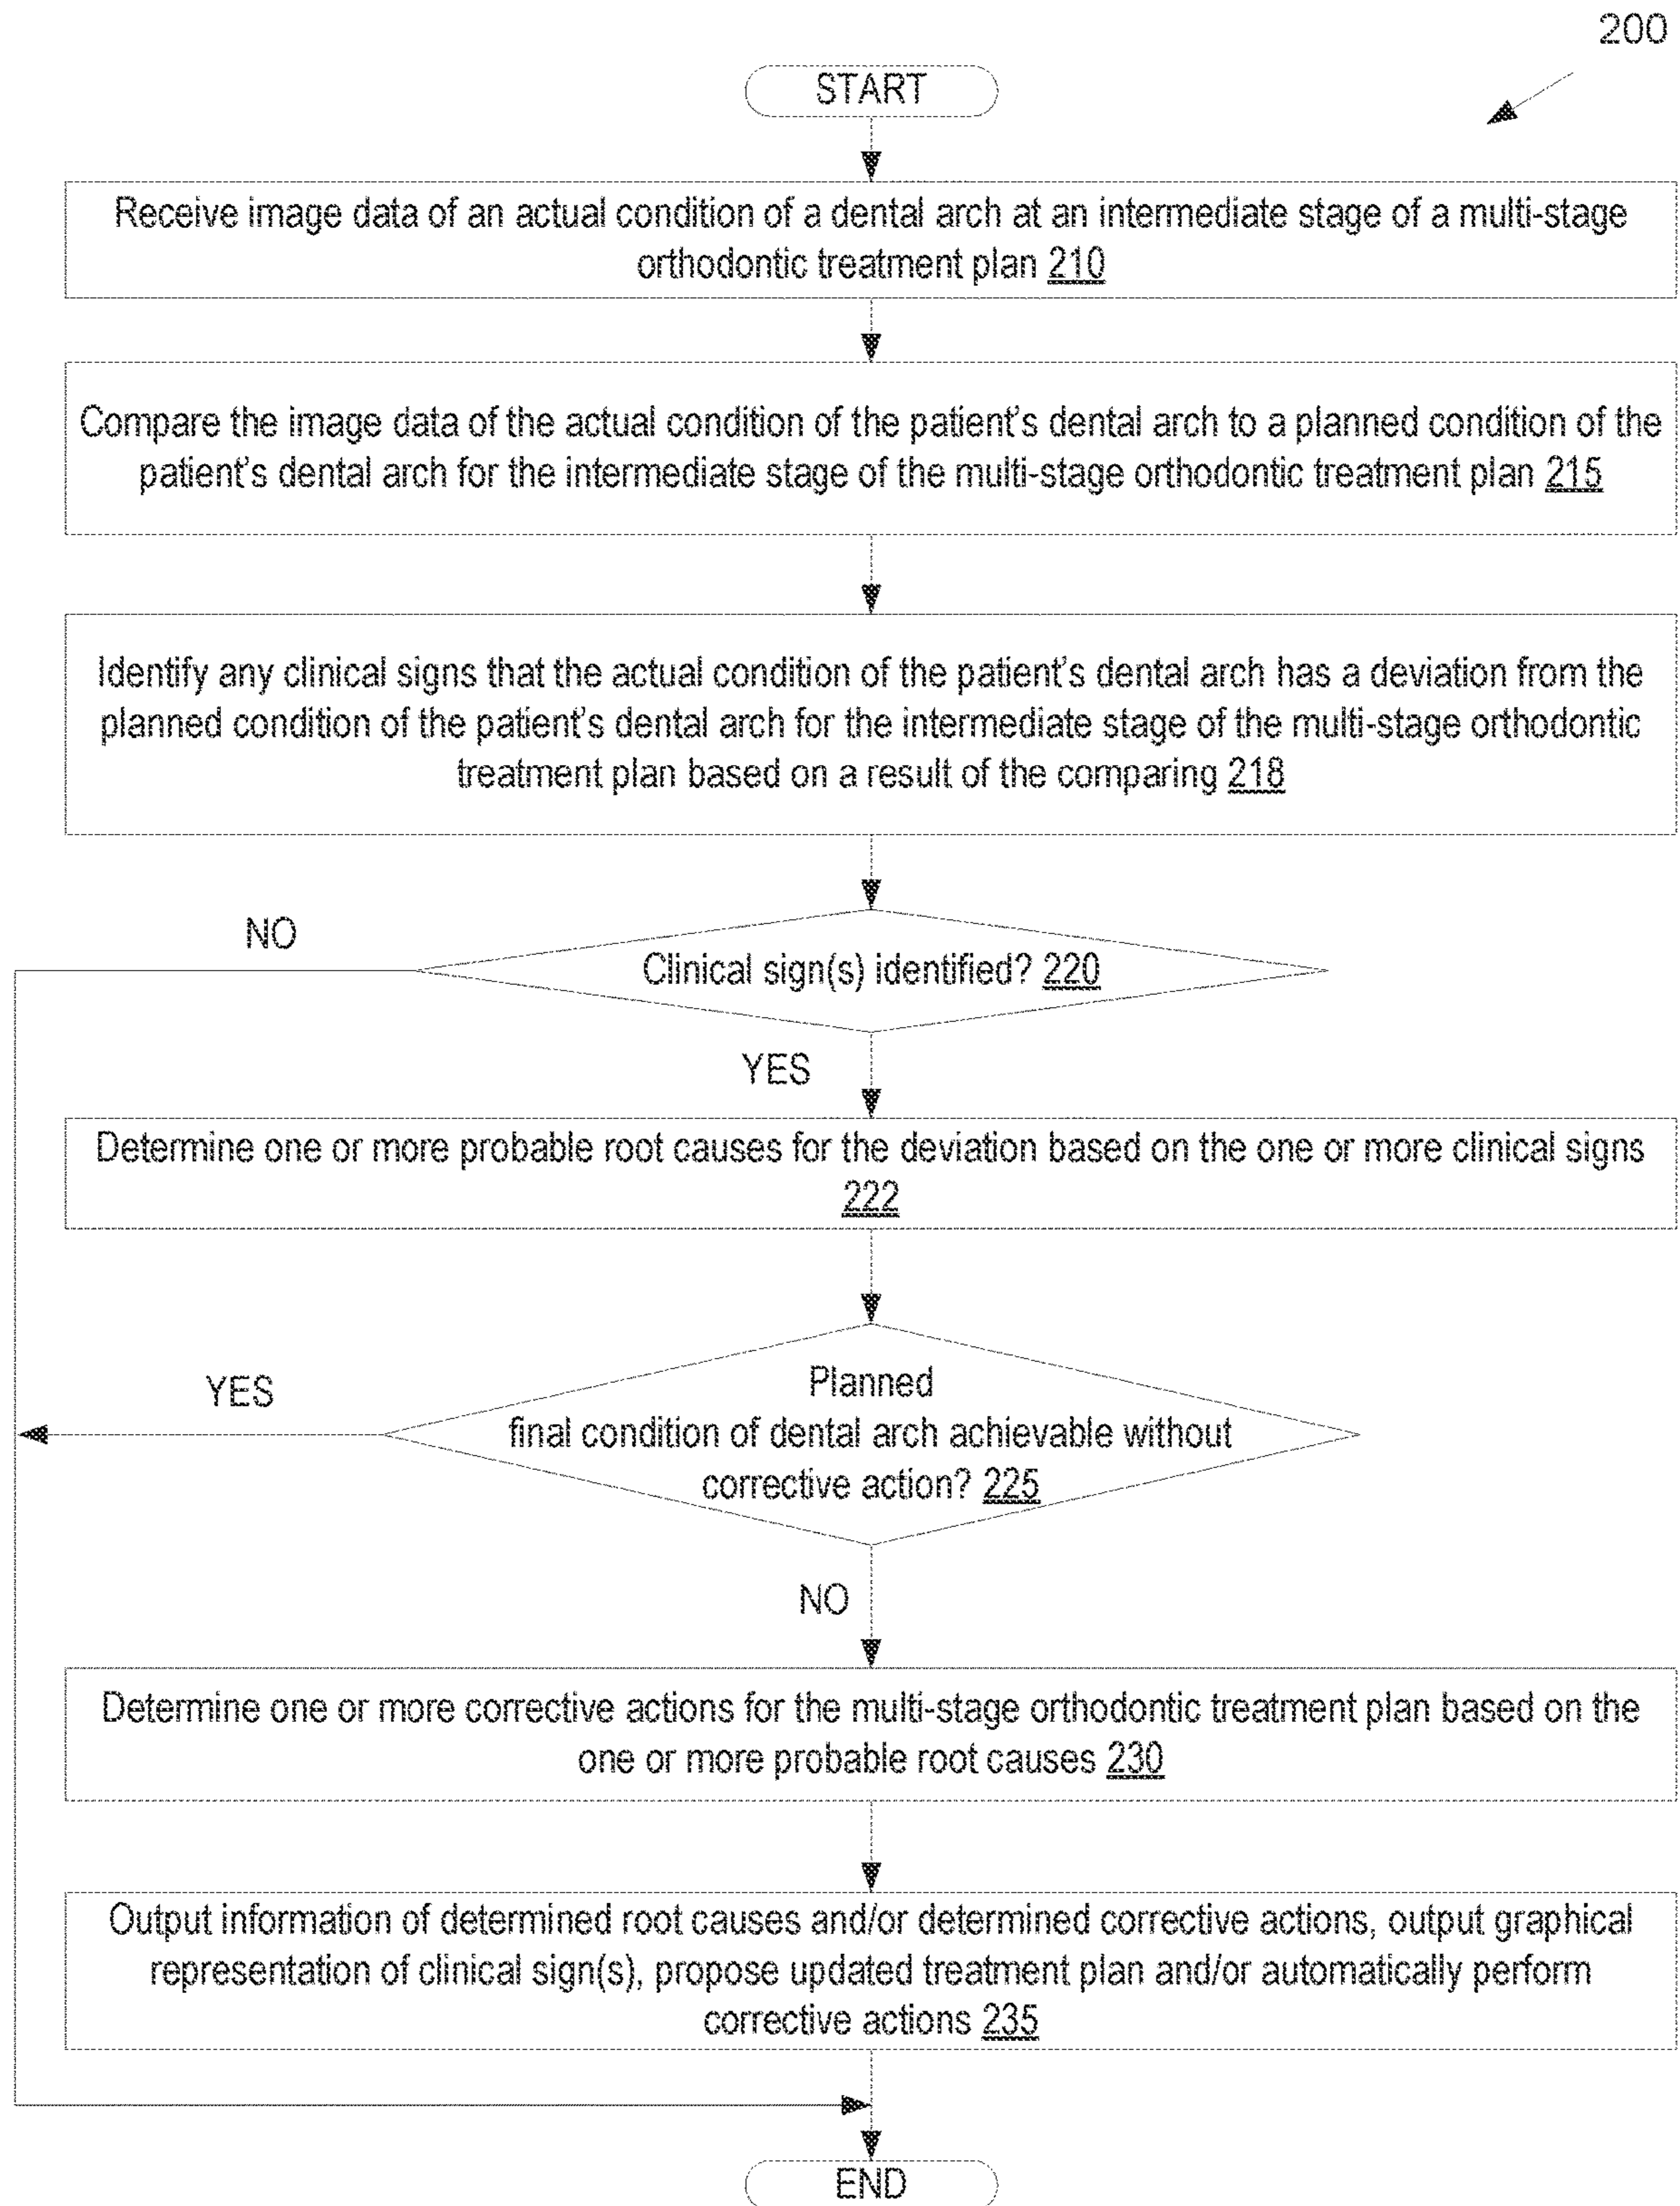 200
START
Receive image data of an actual condition of a dental arch at an intermediate stage of a multi-stage
orthodontic treatment plan 210
Compare the image data of the actual condition of the patient's dental arch to a planned condition of the
patient's dental arch for the intermediate stage of the multi-stage orthodontic treatment plan 215
Identify any clinical signs that the actual condition of the patient's dental arch has a deviation from the
planned condition of the patient's dental arch for the intermediate stage of the multi-stage orthodontic
treatment plan based on a result of the comparing 218
NO
Clinical sign(s) identified? 220
YES
Determine one or more probable root causes for the deviation based on the one or more clinical signs
222
Planned
YES
final condition of dental arch achievable without
corrective action? 225
NO
Determine one or more corrective actions for the multi-stage orthodontic treatment plan based on the
one or more probable root causes 230
Output information of determined root causes and/or determined corrective actions, output graphical
representation of clinical sign(s), propose updated treatment plan and/or automatically perform
corrective actions 235
END